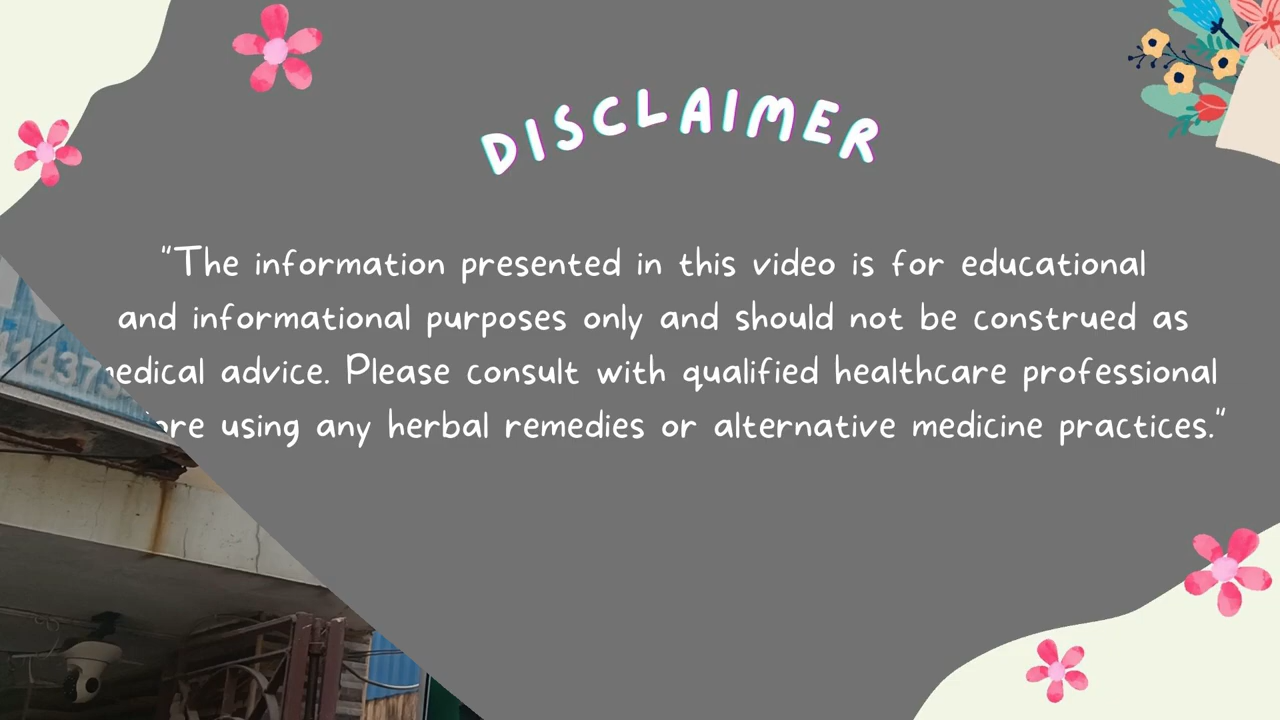 DISCLAIMER
"The information presented in this video is for educational
and informational purposes only and should not be construed as
edical advice. Please consult with qualified healthcare professional
ore using any herbal remedies or alternative medicine practices."